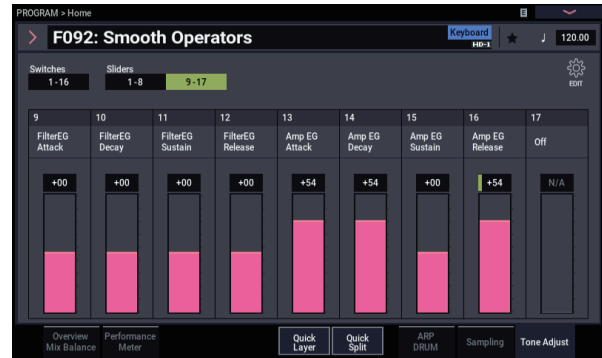 PROGRAM > Home
E
F092: Smooth Operators
Keyboard
HD-1
♩ 120.00
Switches
1-16
Sliders
1-8 9-17
EDIT
9 10 11 12 13 14 15 16 17
FilterEG Attack
FilterEG Decay
FilterEG Sustain
FilterEG Release
Amp EG Attack
Amp EG Decay
Amp EG Sustain
Amp EG Release
Off
+00 +00 +00 +00 +54 +54 +00 +54 N/A
Overview
Mix Balance
Performance
Meter
Quick
Layer
Quick
Split
ARP
DRUM
Sampling
Tone Adjust